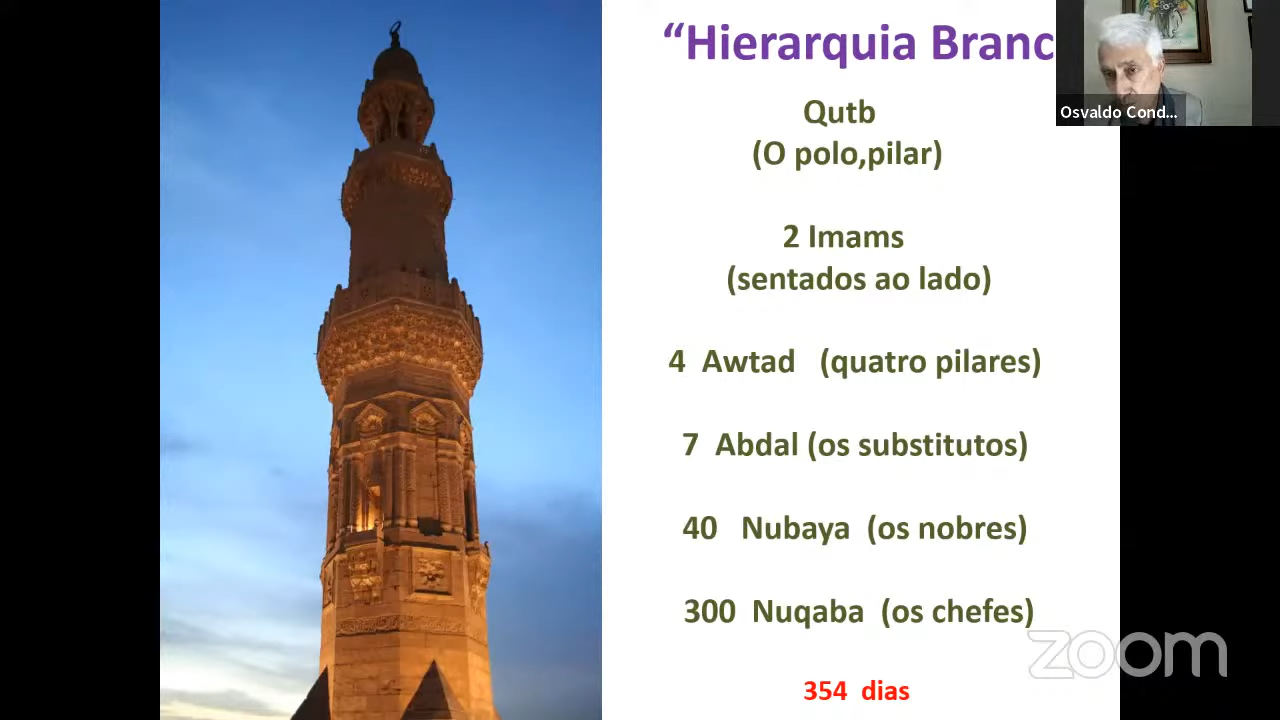 “Hierarquia Branc
Osvaldo Cond...
Qutb
(O polo,pilar)
2 Imams
(sentados ao lado)
4 Awtad (quatro pilares)
7 Abdal (os substitutos)
40 Nubaya (os nobres)
300 Nuqaba (os chefes)
zoom
354 dias